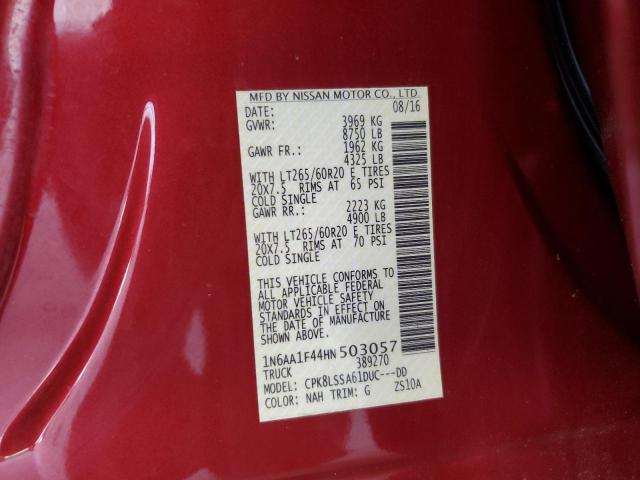 MFD BY NISSAN MOTOR CO., LTD.
DATE: 08/16
GVWR: 3969 KG
8750 LB
GAWR FR.: 1962 KG
4325 LB
WITH LT265/60R20 E TIRES
20X7.5 RIMS AT 65 PSI
COLD SINGLE
GAWR RR.: 2223 KG
4900 LB
WITH LT265/60R20 E TIRES
20X7.5 RIMS AT 70 PSI
COLD SINGLE
THIS VEHICLE CONFORMS TO
ALL APPLICABLE FEDERAL
MOTOR VEHICLE SAFETY
STANDARDS IN EFFECT ON
THE DATE OF MANUFACTURE
SHOWN ABOVE.
1N6AA1F44HN503057
TRUCK 389270
MODEL: CPK8LSSA61DUC---DD
COLOR: NAH TRIM: G ZS10A